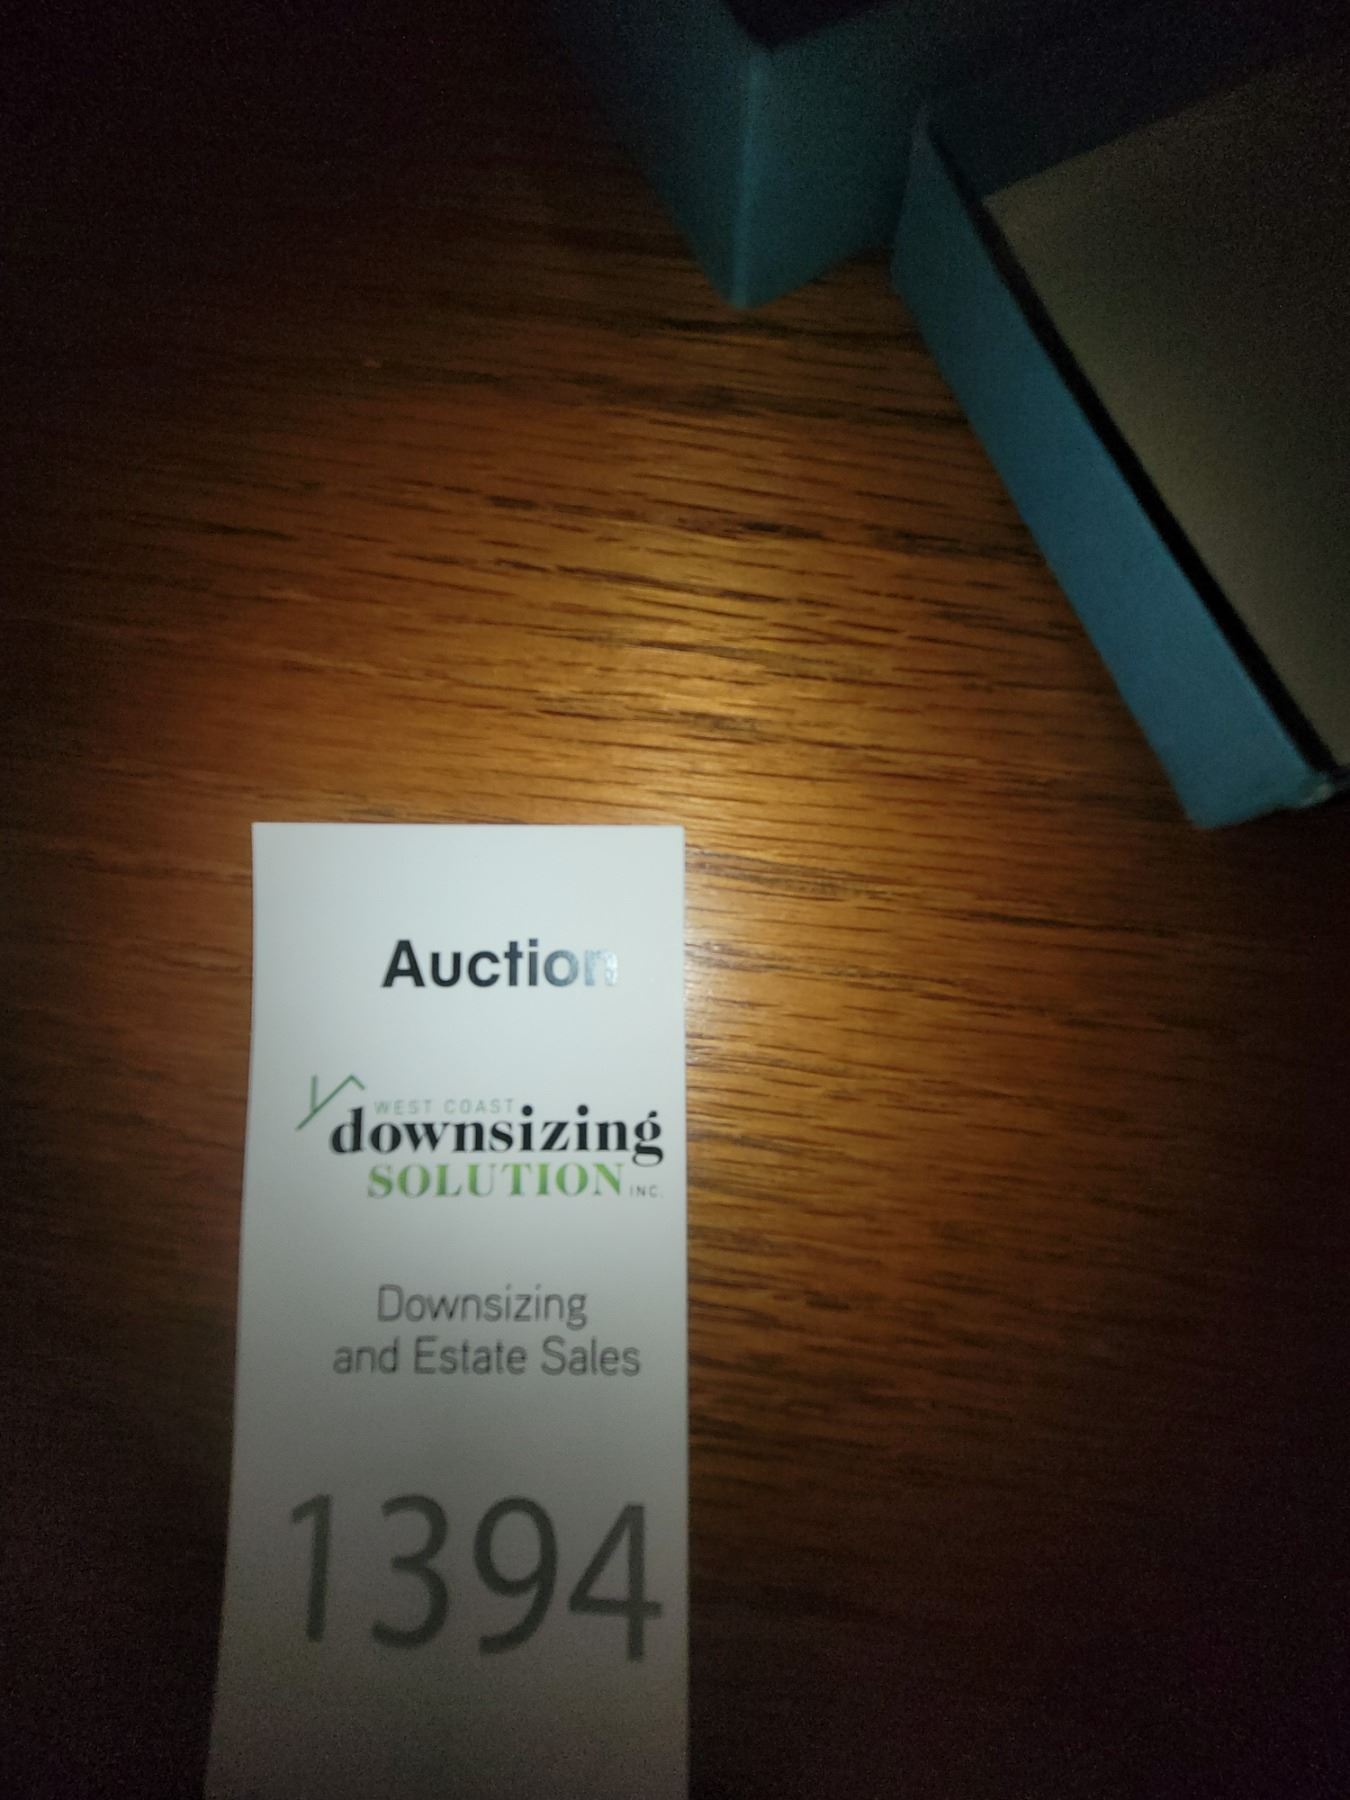 Auction
WEST COAST
downsizing
SOLUTION INC.
Downsizing
and Estate Sales
1394